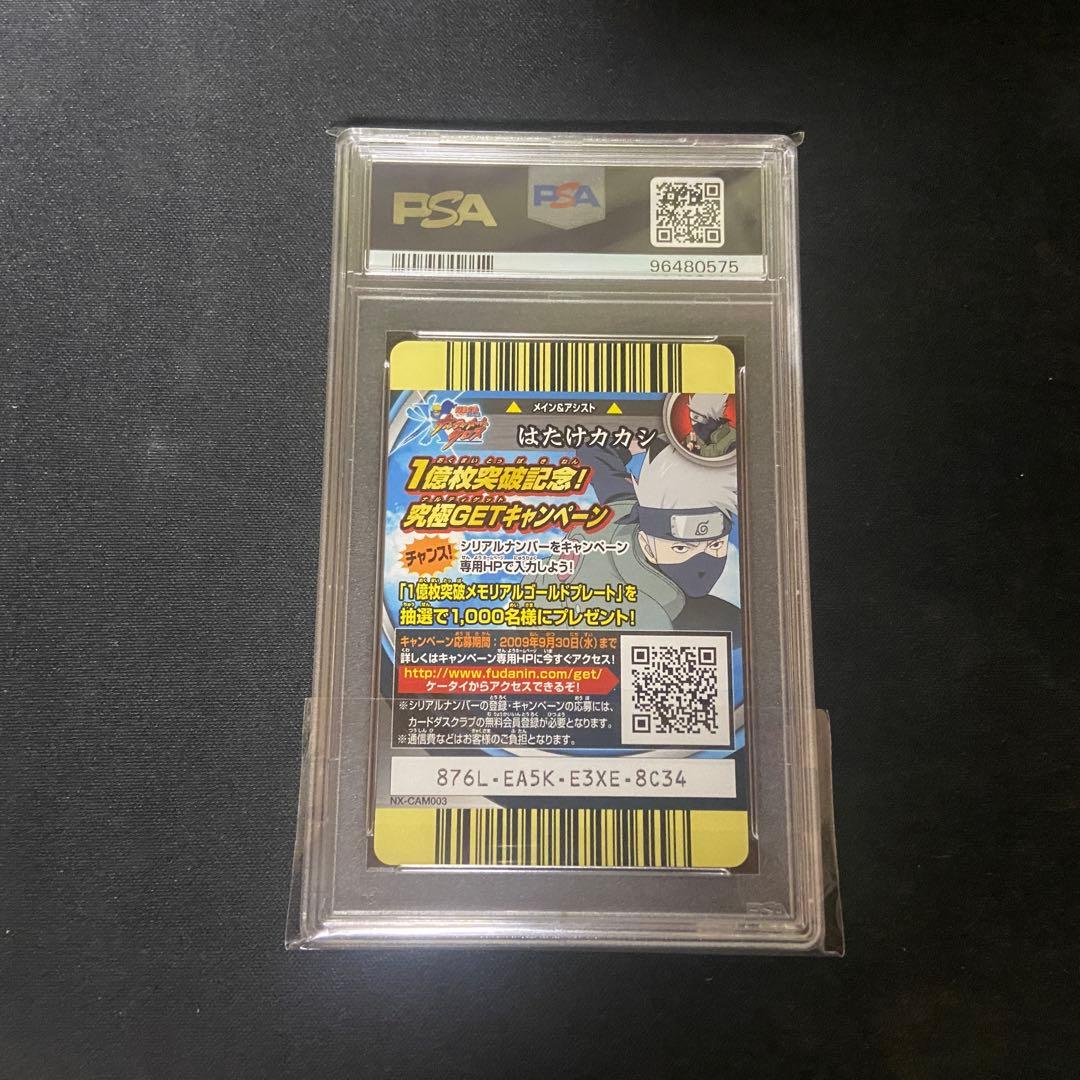 PSA
PSA
96480575
メイン&アシスト
はたけカカシ
1億枚突破記念!
究極GETキャンペーン
チャンス!
シリアルナンバーをキャンペーン
専用HPで入力しよう!
「1億枚突破メモリアルゴールドプレート」を
抽選で1,000名様にプレゼント!
キャンペーン応募期間:2009年9月30日(水)まで
詳しくはキャンペーン専用HPに今すぐアクセス!
http://www.fudanin.com/get/
ケータイからアクセスできるぞ!
※シリアルナンバーの登録・キャンペーンの応募には、
カードダスクラブの無料会員登録が必要となります。
※通信費などはお客様のご負担となります。
876L-EA5K-E3XE-8C34
NX-CAM003
PSA